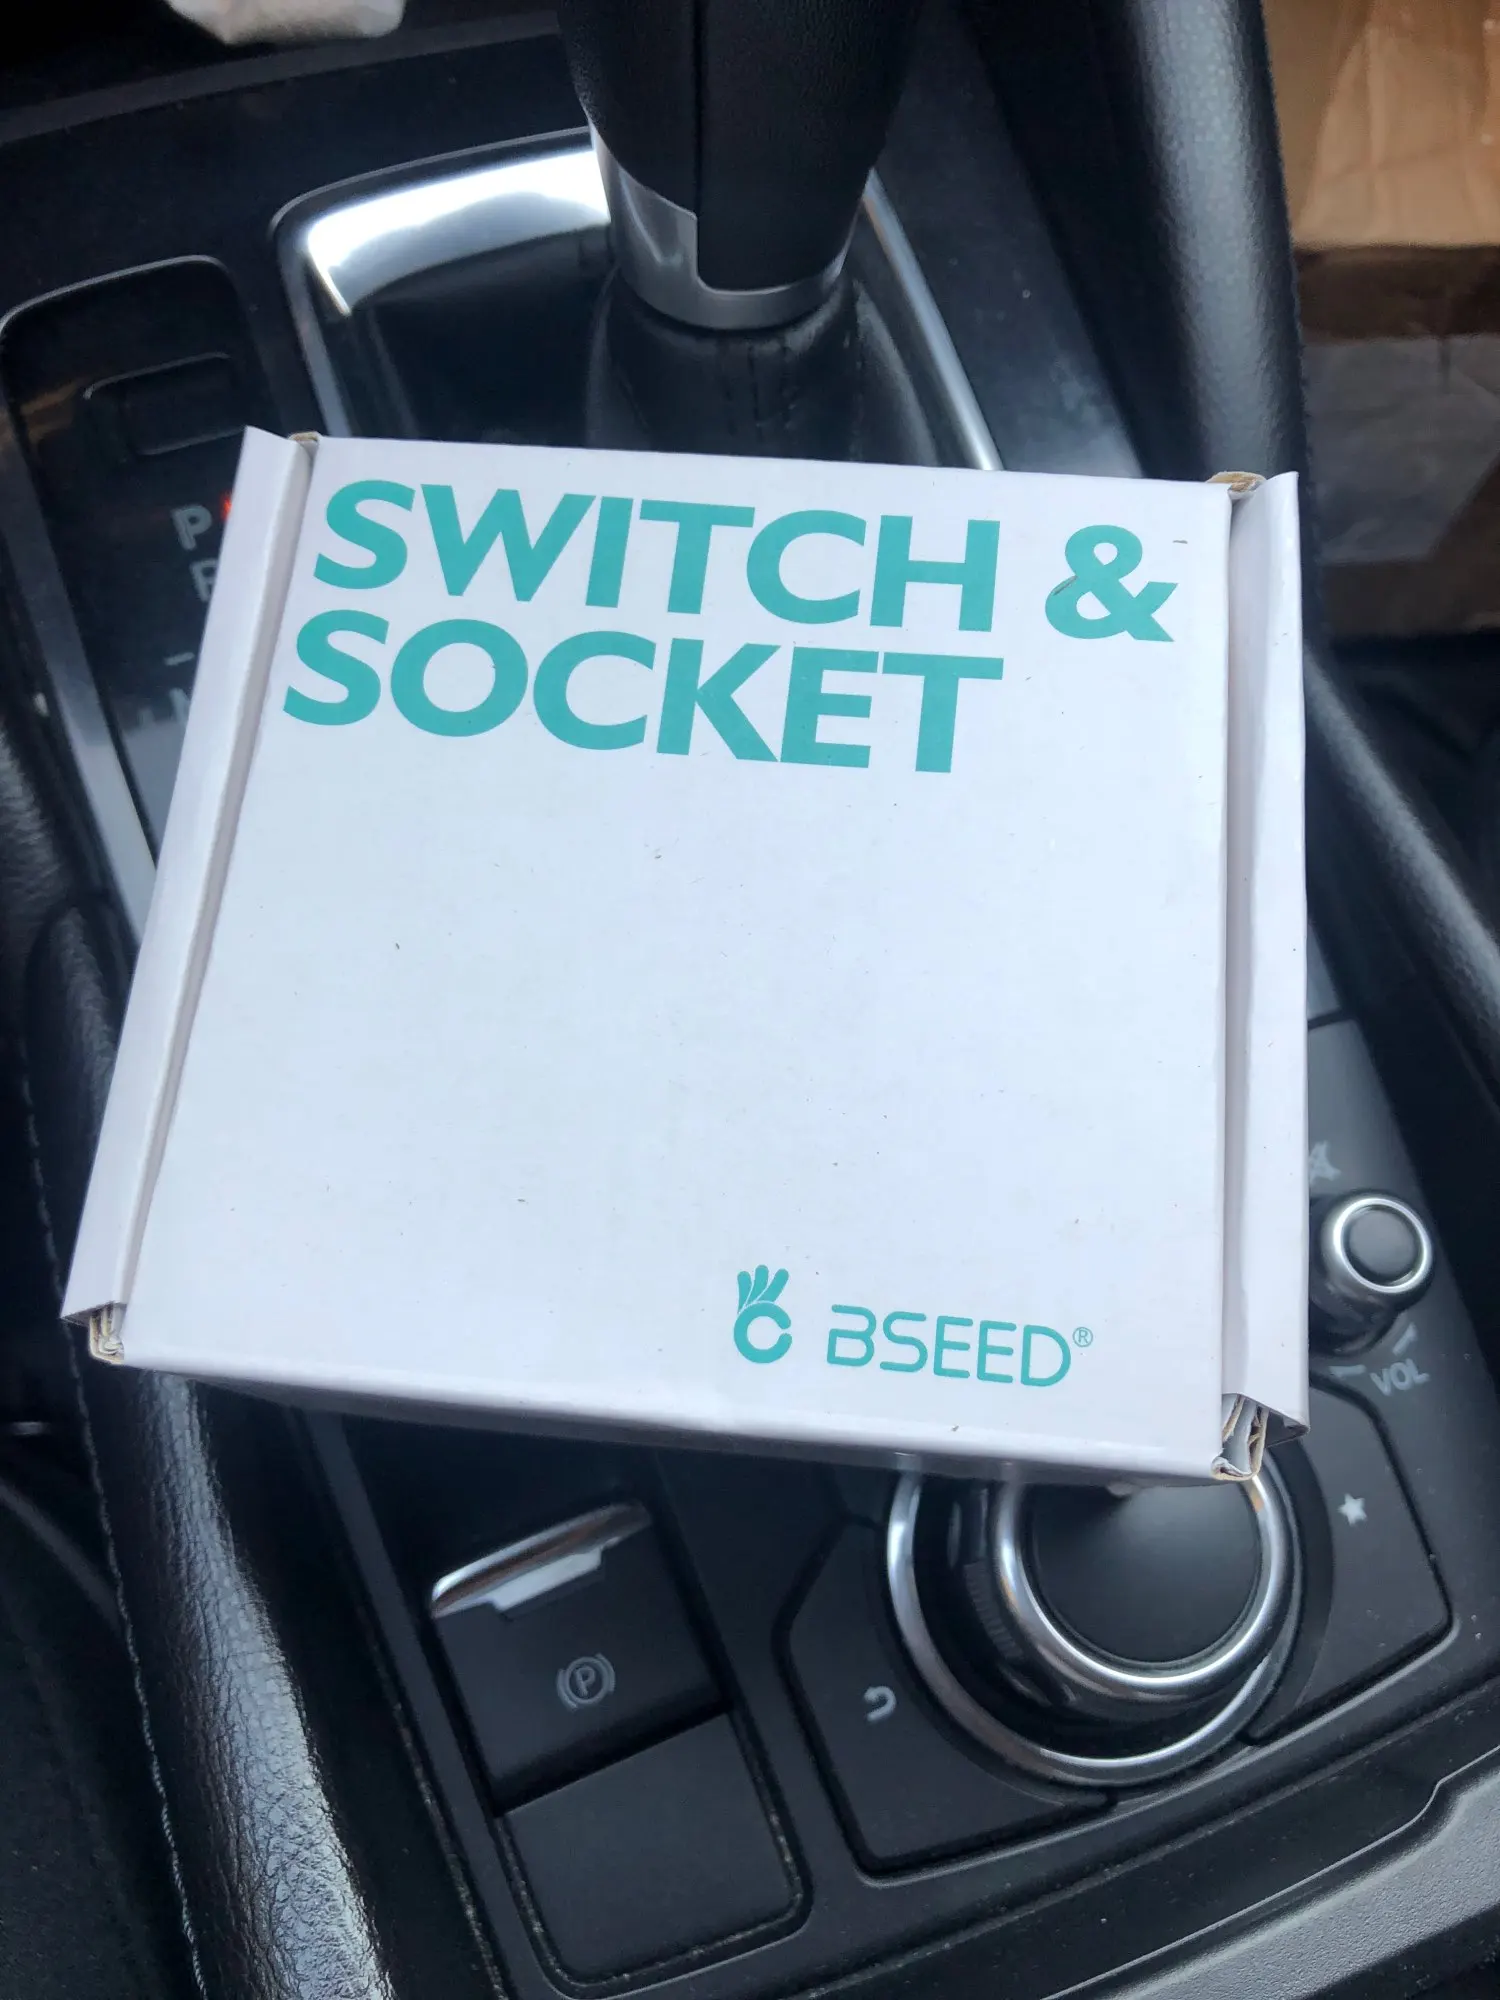 SWITCH &
SOCKET
BSEED®
P
VOL
P